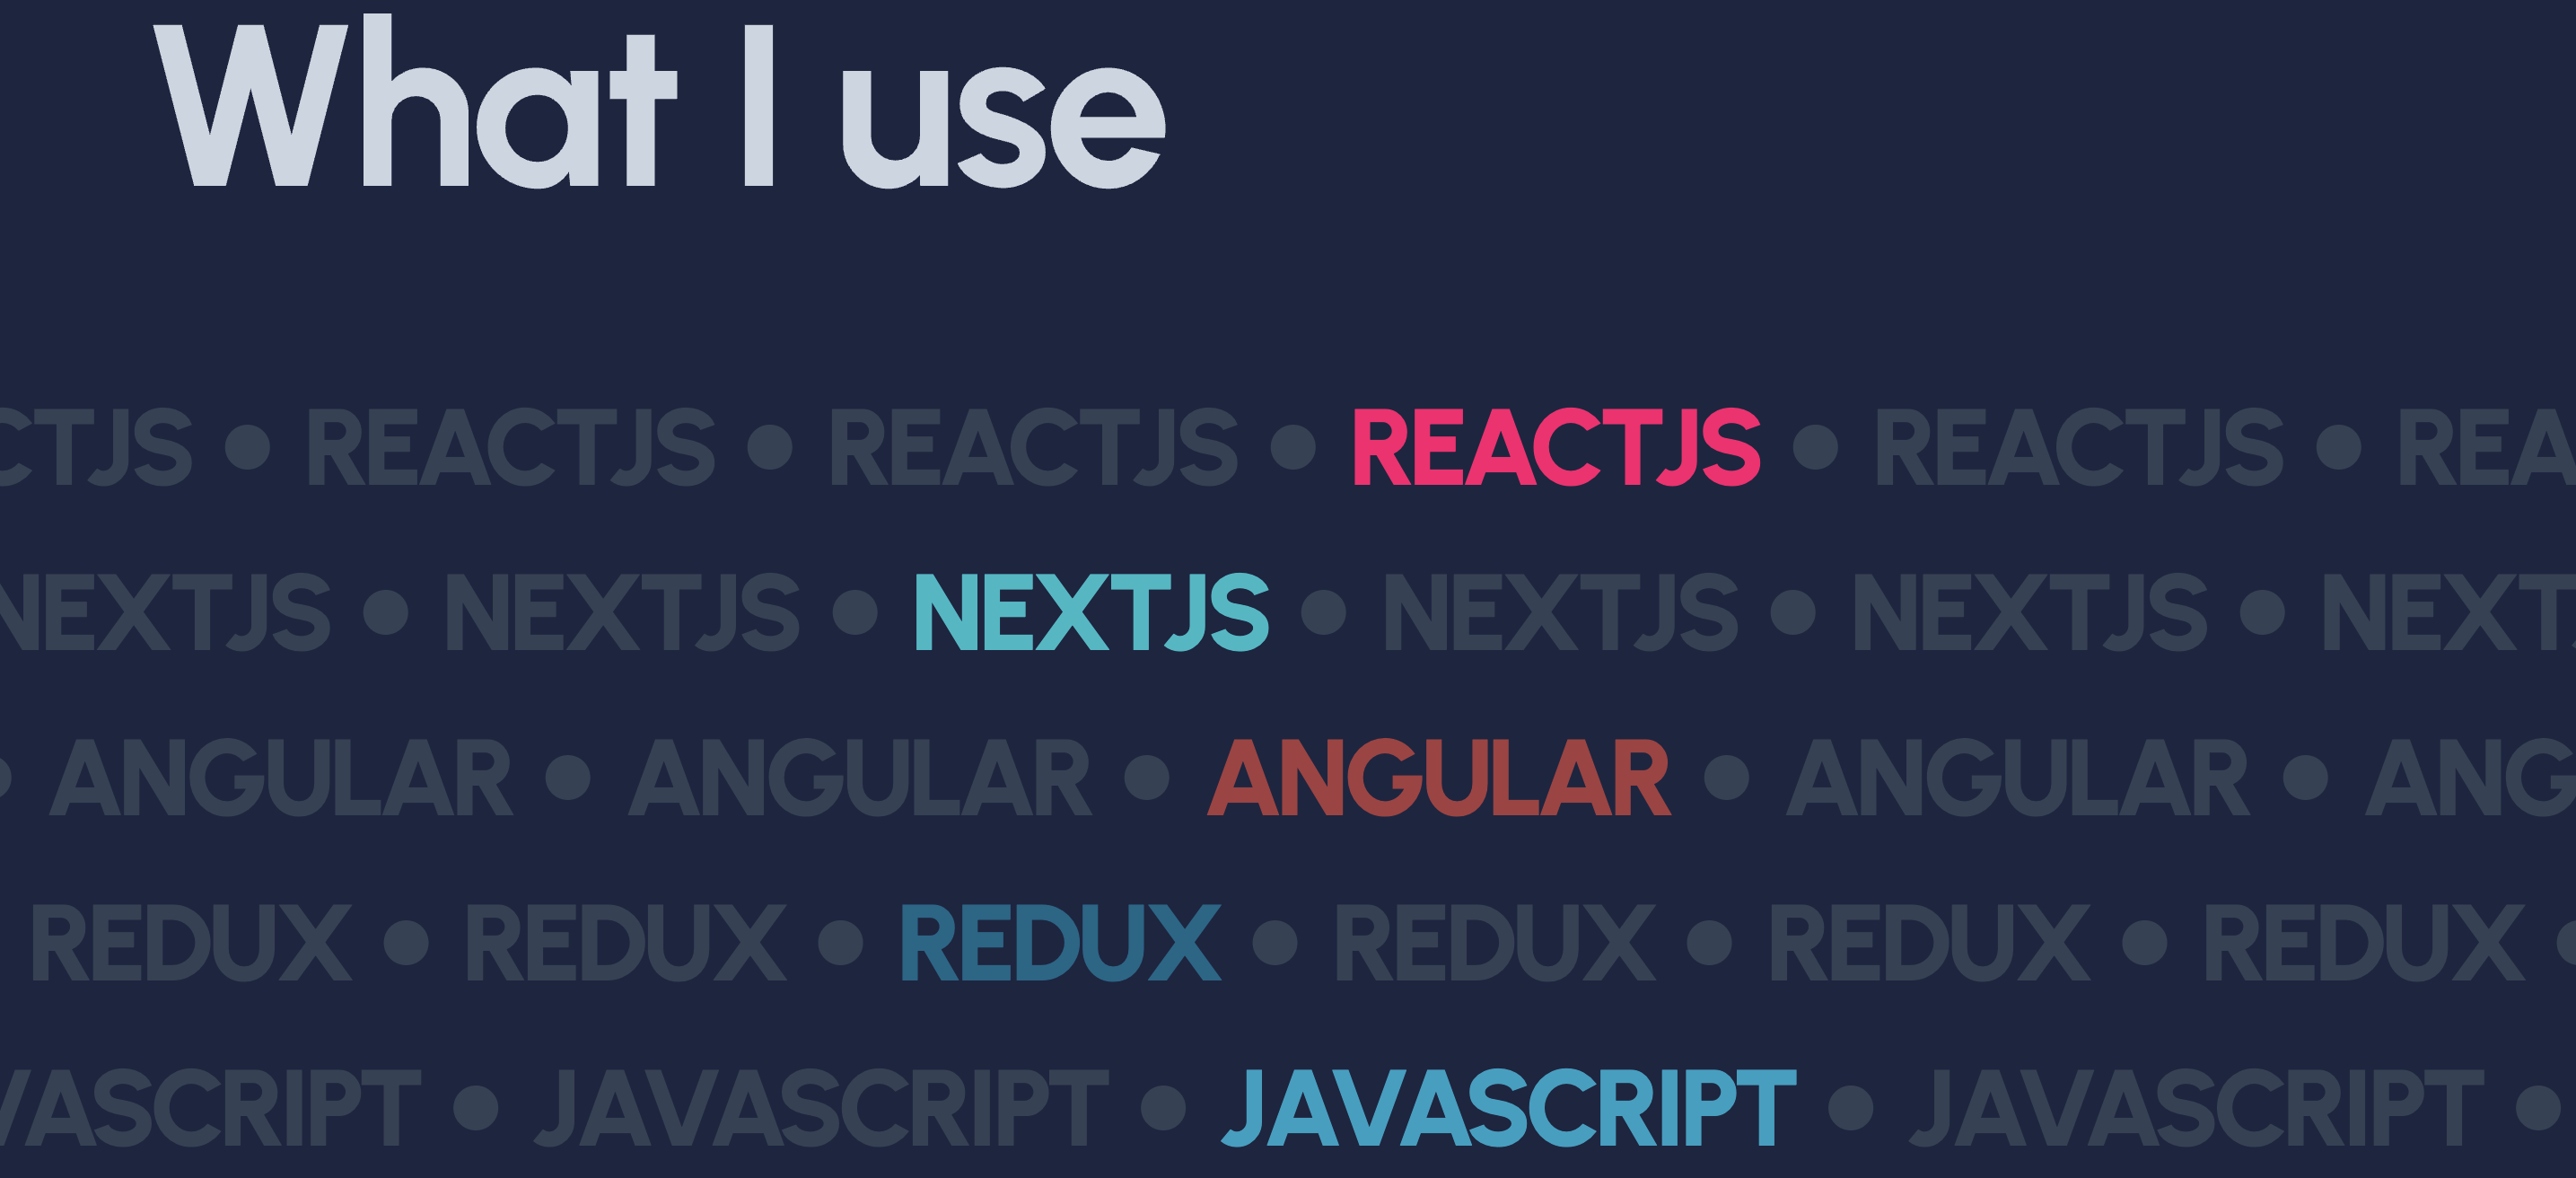 What I use
CTJS • REACTJS • REACTJS • REACTJS • REACTJS • REA
NEXTJS • NEXTJS • NEXTJS • NEXTJS • NEXTJS • NEXT
• ANGULAR • ANGULAR • ANGULAR • ANGULAR • ANG
REDUX • REDUX • REDUX • REDUX • REDUX • REDUX •
VASCRIPT • JAVASCRIPT • JAVASCRIPT • JAVASCRIPT •